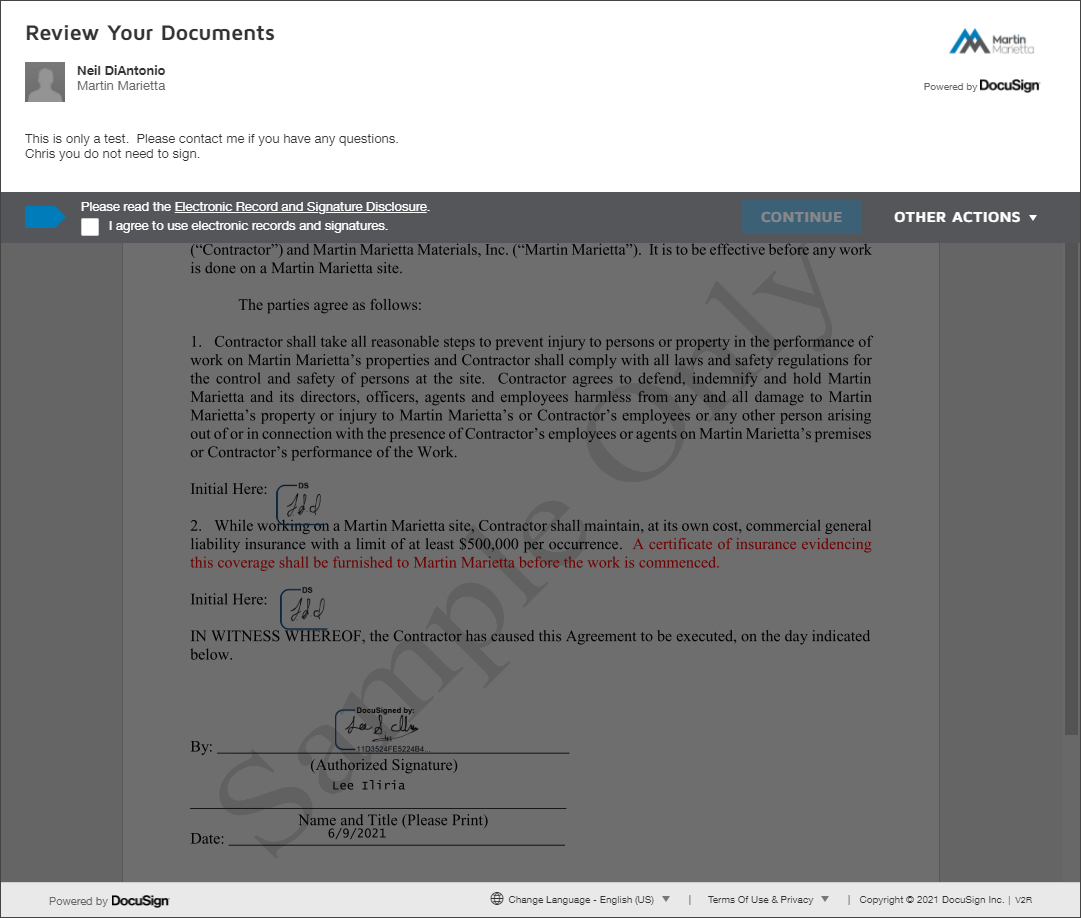 Review Your Documents
Martin
Marietta
Neil DiAntonio
Martin Marietta
Powered by DocuSign
This is only a test.  Please contact me if you have any questions.
Chris you do not need to sign.
Please read the Electronic Record and Signature Disclosure.
I agree to use electronic records and signatures.
CONTINUE
OTHER ACTIONS
(“Contractor”) and Martin Marietta Materials, Inc. (“Martin Marietta”).  It is to be effective before any work
is done on a Martin Marietta site.
The parties agree as follows:
1.   Contractor shall take all reasonable steps to prevent injury to persons or property in the performance of
work on Martin Marietta’s properties and Contractor shall comply with all laws and safety regulations for
the control and safety of persons at the site.  Contractor agrees to defend, indemnify and hold Martin
Marietta and its directors, officers, agents and employees harmless from any and all damage to Martin
Marietta’s property or injury to Martin Marietta’s or Contractor’s employees or any other person arising
out of or in connection with the presence of Contractor’s employees or agents on Martin Marietta’s premises
or Contractor’s performance of the Work.
Initial Here:
DS
2.   While working on a Martin Marietta site, Contractor shall maintain, at its own cost, commercial general
liability insurance with a limit of at least $500,000 per occurrence.  A certificate of insurance evidencing
this coverage shall be furnished to Martin Marietta before the work is commenced.
Initial Here:
DS
IN WITNESS WHEREOF, the Contractor has caused this Agreement to be executed, on the day indicated
below.
DocuSigned by:
11D3524FE5224B4...
By:
(Authorized Signature)
Lee Iliria
Name and Title (Please Print)
6/9/2021
Date:
Sample Only
Powered by DocuSign
Change Language - English (US)
Terms Of Use & Privacy
Copyright © 2021 DocuSign Inc. | V2R